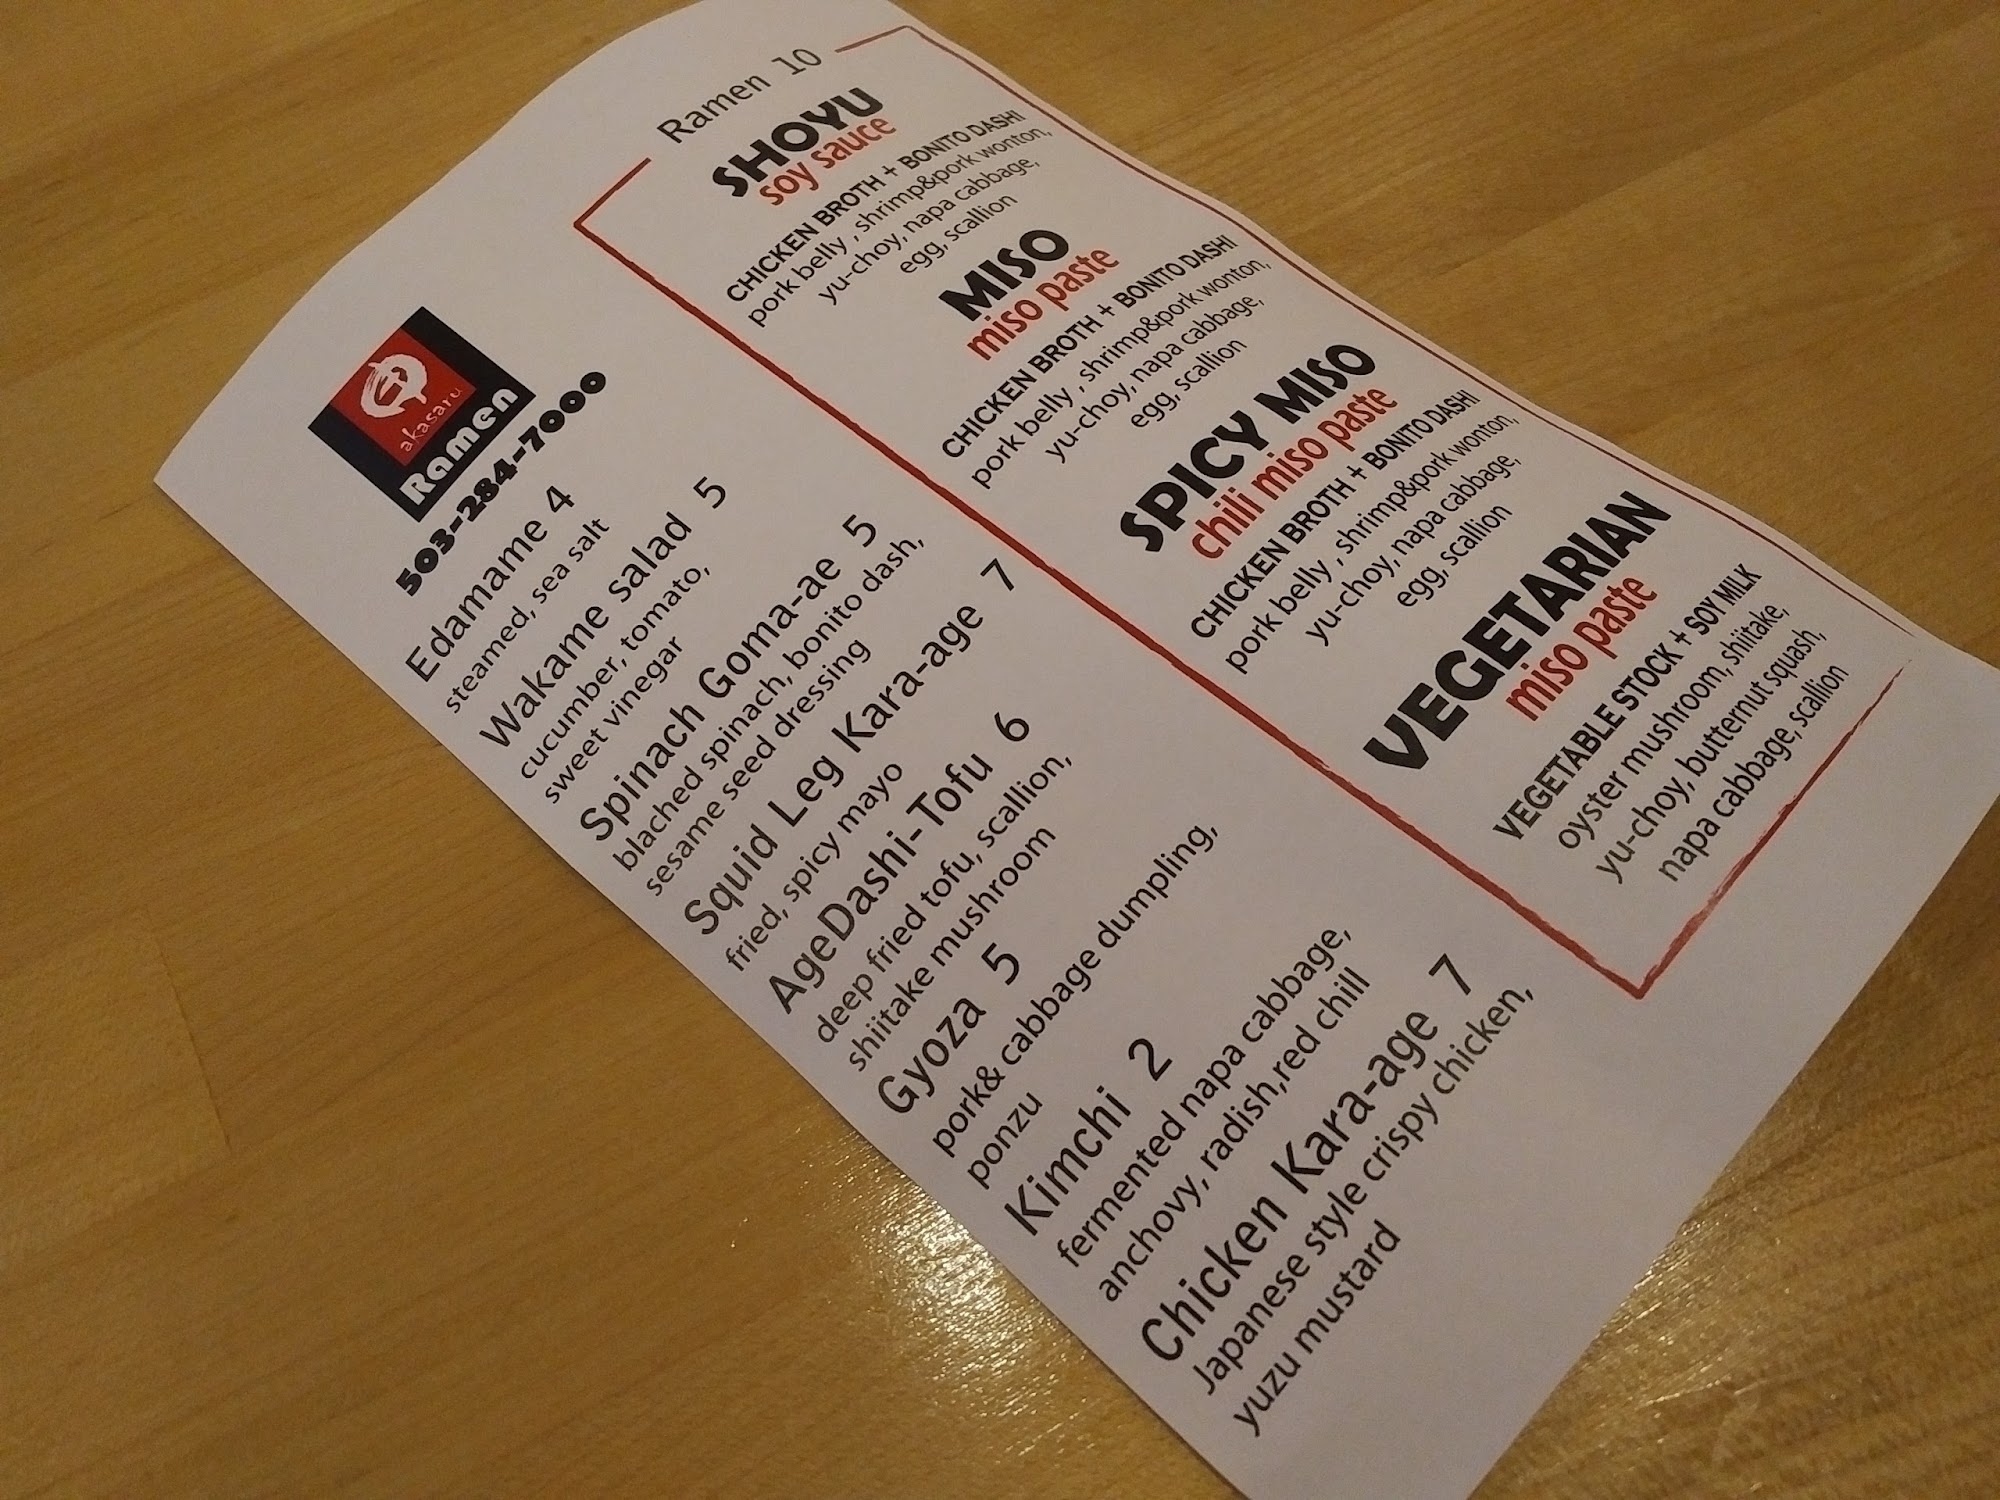 akasaru
Ramen
503-284-7000
Edamame 4
steamed, sea salt
Wakame salad 5
cucumber, tomato,
sweet vinegar
Spinach Goma-ae 5
blached spinach, bonito dash,
sesame seed dressing
Squid Leg Kara-age 7
fried, spicy mayo
AgeDashi-Tofu 6
deep fried tofu, scallion,
shiitake mushroom
Gyoza 5
pork& cabbage dumpling,
ponzu
Kimchi 2
fermented napa cabbage,
anchovy, radish,red chill
Chicken Kara-age 7
Japanese style crispy chicken,
yuzu mustard
Ramen 10
SHOYU
soy sauce
CHICKEN BROTH + BONITO DASHI
pork belly , shrimp&pork wonton,
yu-choy, napa cabbage,
egg, scallion
MISO
miso paste
CHICKEN BROTH + BONITO DASHI
pork belly , shrimp&pork wonton,
yu-choy, napa cabbage,
egg, scallion
SPICY MISO
chili miso paste
CHICKEN BROTH + BONITO DASHI
pork belly , shrimp&pork wonton,
yu-choy, napa cabbage,
egg, scallion
VEGETARIAN
miso paste
VEGETABLE STOCK + SOY MILK
oyster mushroom, shiitake,
yu-choy, butternut squash,
napa cabbage, scallion